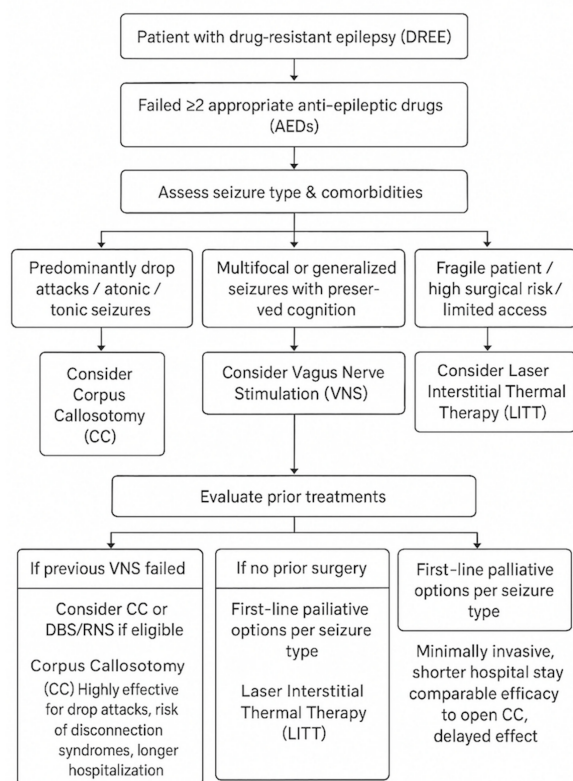 Patient with drug-resistant epilepsy (DREE)
Failed ≥2 appropriate anti-epileptic drugs
(AEDs)
Assess seizure type & comorbidities
Predominantly drop
attacks / atonic /
tonic seizures
Multifocal or generalized
seizures with preser-
ved cognition
Fragile patient /
high surgical risk /
limited access
Consider
Corpus
Callosotomy
(CC)
Consider Vagus Nerve
Stimulation (VNS)
Consider Laser
Interstitial Thermal
Therapy (LITT)
Evaluate prior treatments
If previous VNS failed
Consider CC or
DBS/RNS if eligible
Corpus Callosotomy
(CC) Highly effective
for drop attacks, risk
of disconnection
syndromes, longer
hospitalization
If no prior surgery
First-line pailiative
options per seizure
type
Laser Interstitial
Thermal Therapy
(LITT)
First-line palliative
options per seizure
type
Minimally invasive,
shorter hospital stay
comparable efficacy
to open CC,
delayed effect